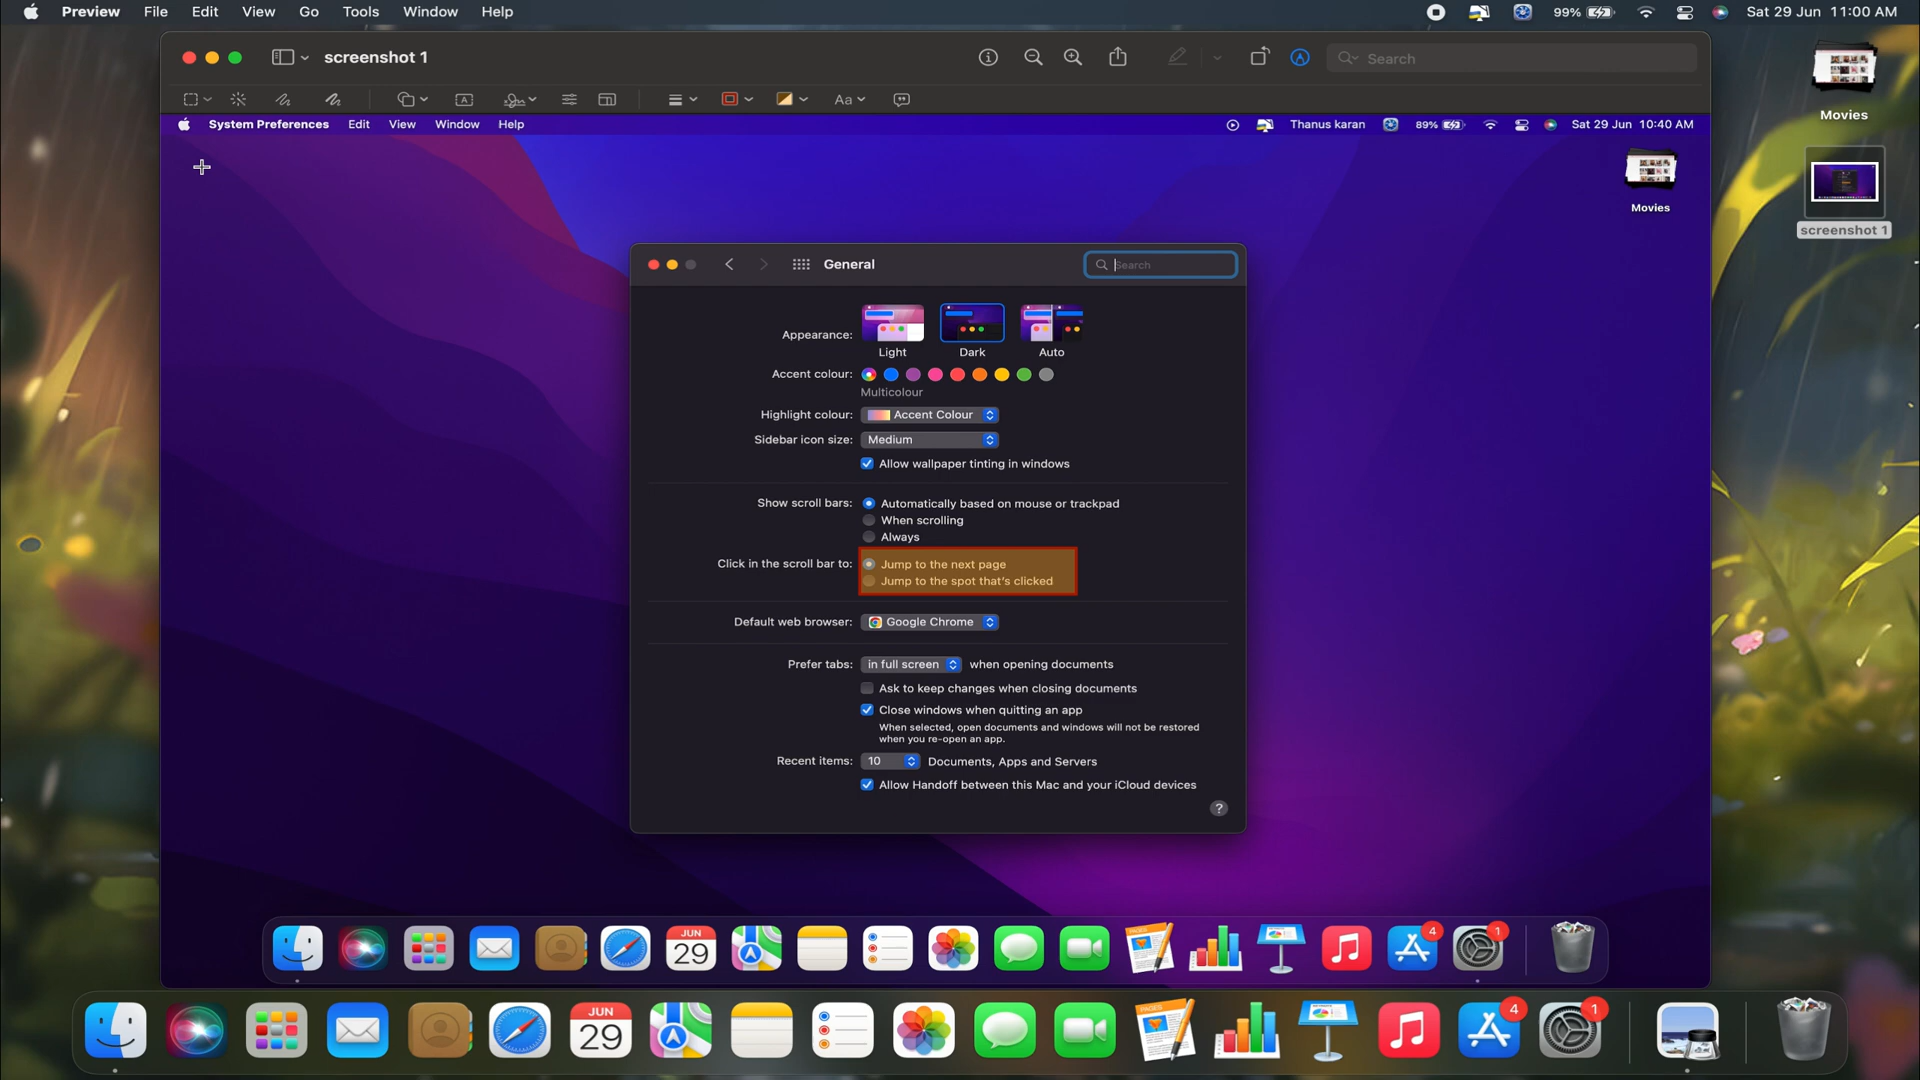 Preview File Edit View Go Tools Window Help 99% Sat 29 Jun 11:00 AM
screenshot 1 Search
Aa
System Preferences Edit View Window Help Thanus karan 89% Sat 29 Jun 10:40 AM
Movies
screenshot 1
Movies
General Search
Appearance:
Light Dark Auto
Accent colour:
Multicolour
Highlight colour: Accent Colour
Sidebar icon size: Medium
Allow wallpaper tinting in windows
Show scroll bars: Automatically based on mouse or trackpad
When scrolling
Always
Click in the scroll bar to: Jump to the next page
Jump to the spot that's clicked
Default web browser: Google Chrome
Prefer tabs: in full screen when opening documents
Ask to keep changes when closing documents
Close windows when quitting an app
When selected, open documents and windows will not be restored
when you re-open an app.
Recent items: 10 Documents, Apps and Servers
Allow Handoff between this Mac and your iCloud devices
?
JUN
29
4
1
JUN
29
PAGES
4
1